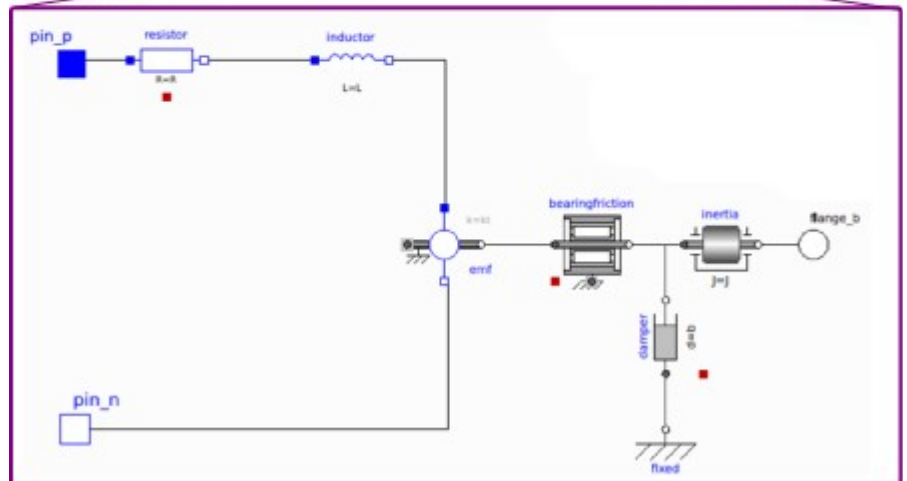 pin_p
resistor
inductor
R=R
L=L
k=kt
bearingfriction
inertia
flange_b
emf
J=J
damper
d=b
pin_n
fixed